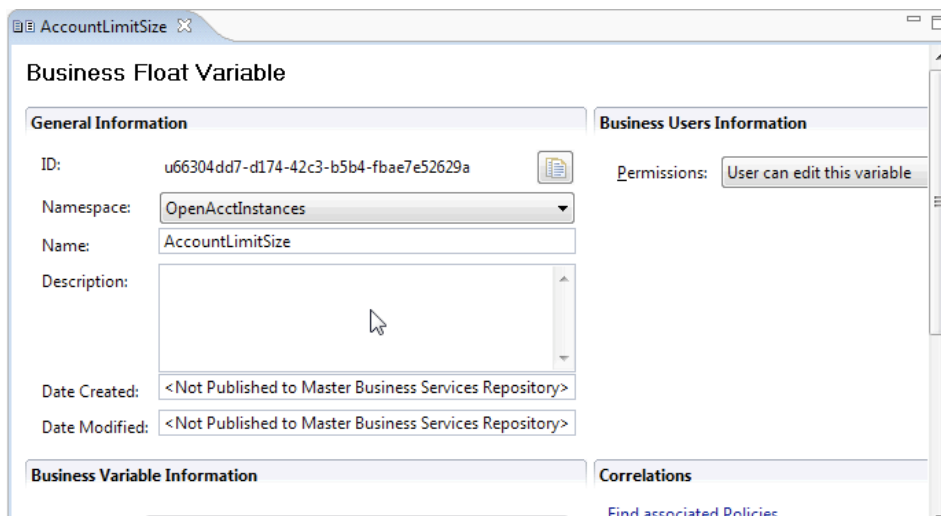 AccountLimitSize
Business Float Variable
General Information
ID: u66304dd7-d174-42c3-b5b4-fbae7e52629a
Namespace: OpenAcctInstances
Name: AccountLimitSize
Description:
Date Created: <Not Published to Master Business Services Repository>
Date Modified: <Not Published to Master Business Services Repository>
Business Users Information
Permissions: User can edit this variable
Business Variable Information
Correlations
Find associated Policies